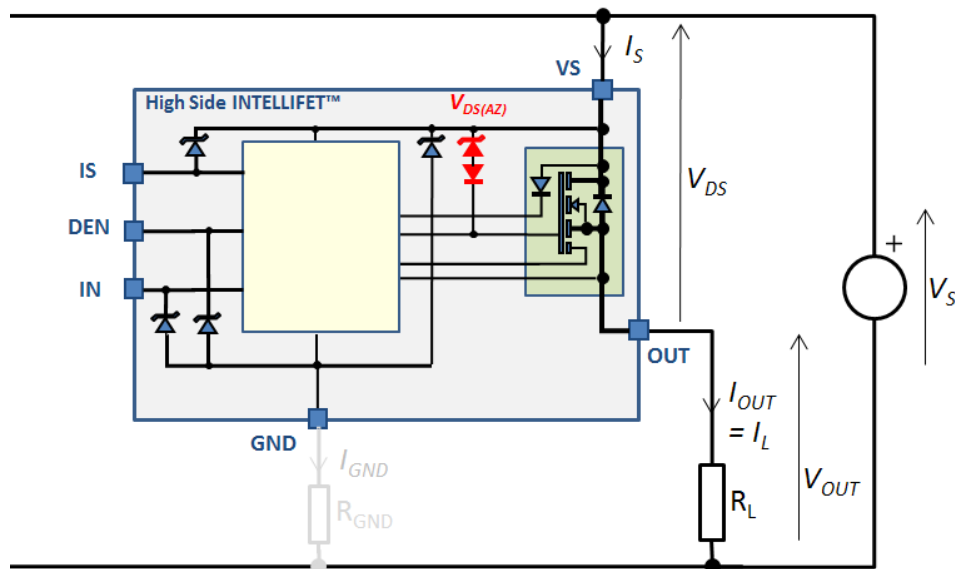 I_S
VS
High Side INTELLIFET™
V_DS(AZ)
IS
V_DS
DEN
+
V_S
IN
OUT
I_OUT
= I_L
GND
I_GND
V_OUT
R_L
R_GND